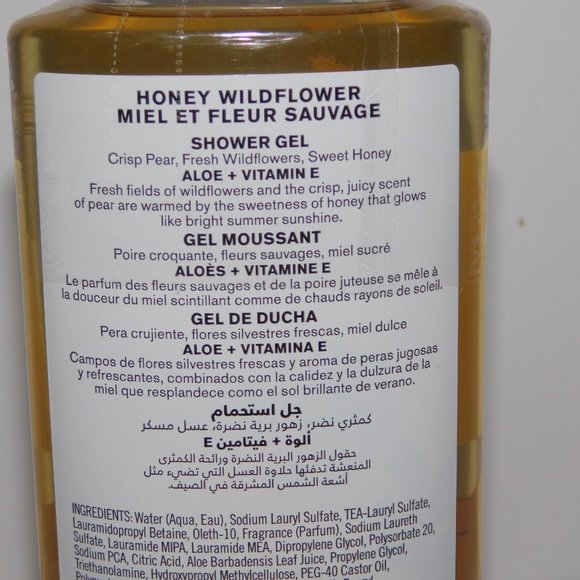 HONEY WILDFLOWER
MIEL ET FLEUR SAUVAGE
SHOWER GEL
Crisp Pear, Fresh Wildflowers, Sweet Honey
ALOE + VITAMIN E
Fresh fields of wildflowers and the crisp, juicy scent
of pear are warmed by the sweetness of honey that glows
like bright summer sunshine.
GEL MOUSSANT
Poire croquante, fleurs sauvages, miel sucré
ALOÈS + VITAMINE E
Le parfum des fleurs sauvages et de la poire juteuse se mêle à
la douceur du miel scintillant comme de chauds rayons de soleil.
GEL DE DUCHA
Pera crujiente, flores silvestres frescas, miel dulce
ALOE + VITAMINA E
Campos de flores silvestres frescas y aroma de peras jugosas
y refrescantes, combinados con la calidez y la dulzura de la
miel que resplandece como el sol brillante de verano.
جل استحمام
كمثرى نضر، زهور برية نضرة، عسل مسكر
ألوة + فيتامين E
حقول الزهور البرية النضرة ورائحة الكمثرى
المنعشة تدفئها حلاوة العسل التي تضيء مثل
أشعة الشمس المشرقة في الصيف.
INGREDIENTS: Water (Aqua, Eau), Sodium Lauryl Sulfate, TEA-Lauryl Sulfate,
Lauramidopropyl Betaine, Oleth-10, Fragrance (Parfum), Sodium Laureth
Sulfate, Lauramide MIPA, Lauramide MEA, Dipropylene Glycol, Polysorbate 20,
Sodium PCA, Citric Acid, Aloe Barbadensis Leaf Juice, Propylene Glycol,
Triethanolamine, Hydroxypropyl Methylcellulose, PEG-40 Castor Oil,